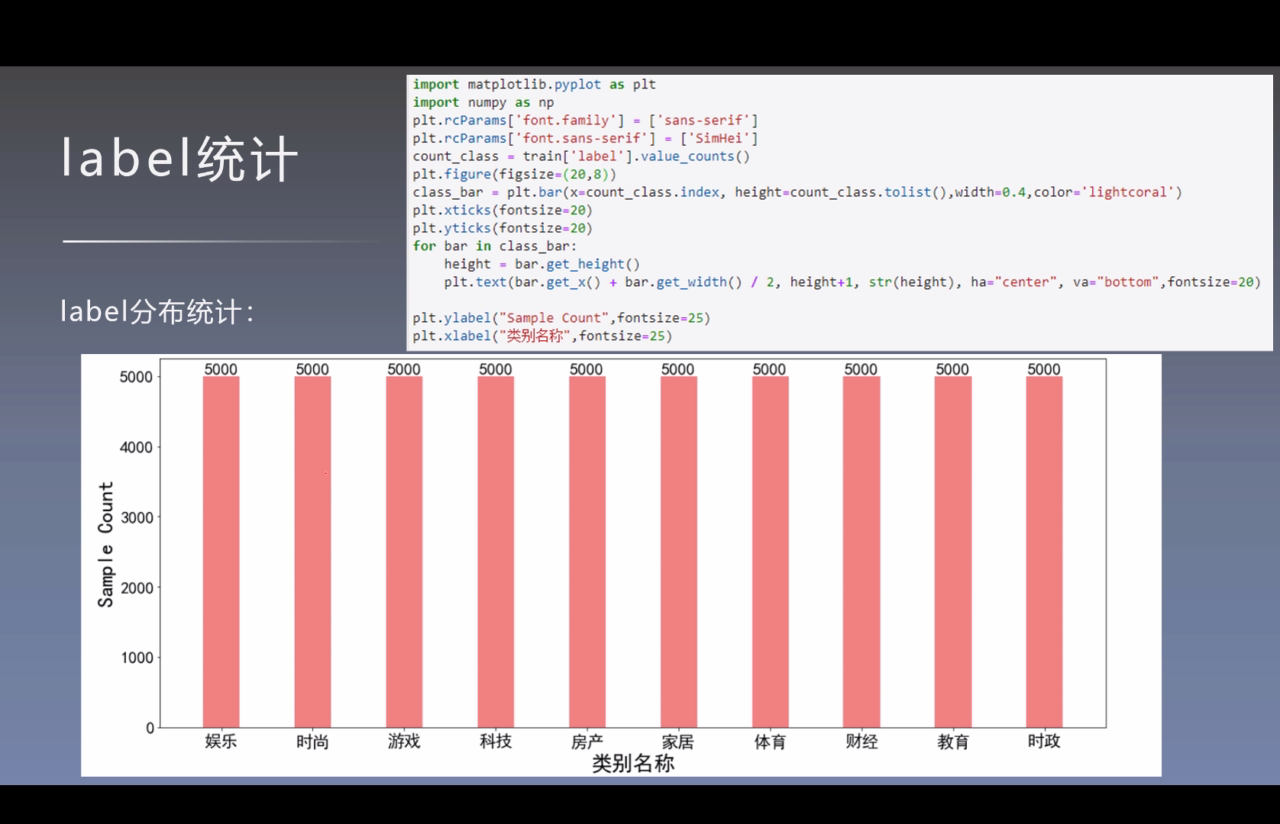 label统计
label分布统计：
import matplotlib.pyplot as plt
import numpy as np
plt.rcParams['font.family'] = ['sans-serif']
plt.rcParams['font.sans-serif'] = ['SimHei']
count_class = train['label'].value_counts()
plt.figure(figsize=(20,8))
class_bar = plt.bar(x=count_class.index, height=count_class.tolist(),width=0.4,color='lightcoral')
plt.xticks(fontsize=20)
plt.yticks(fontsize=20)
for bar in class_bar:
    height = bar.get_height()
    plt.text(bar.get_x() + bar.get_width() / 2, height+1, str(height), ha="center", va="bottom",fontsize=20)
plt.ylabel("Sample Count",fontsize=25)
plt.xlabel("类别名称",fontsize=25)
5000 5000 5000 5000 5000 5000 5000 5000 5000 5000
5000
4000
3000
2000
1000
0
Sample Count
娱乐 时尚 游戏 科技 房产 家居 体育 财经 教育 时政
类别名称